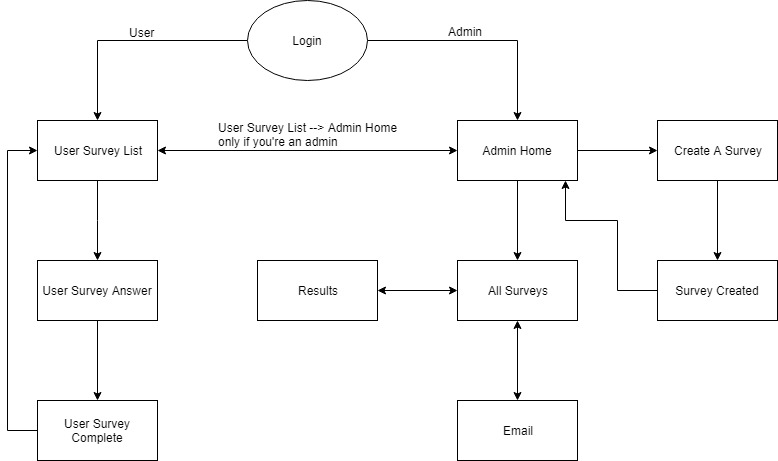 User
Login
Admin
User Survey List --> Admin Home
only if you're an admin
User Survey List
Admin Home
Create A Survey
User Survey Answer
Results
All Surveys
Survey Created
User Survey
Complete
Email